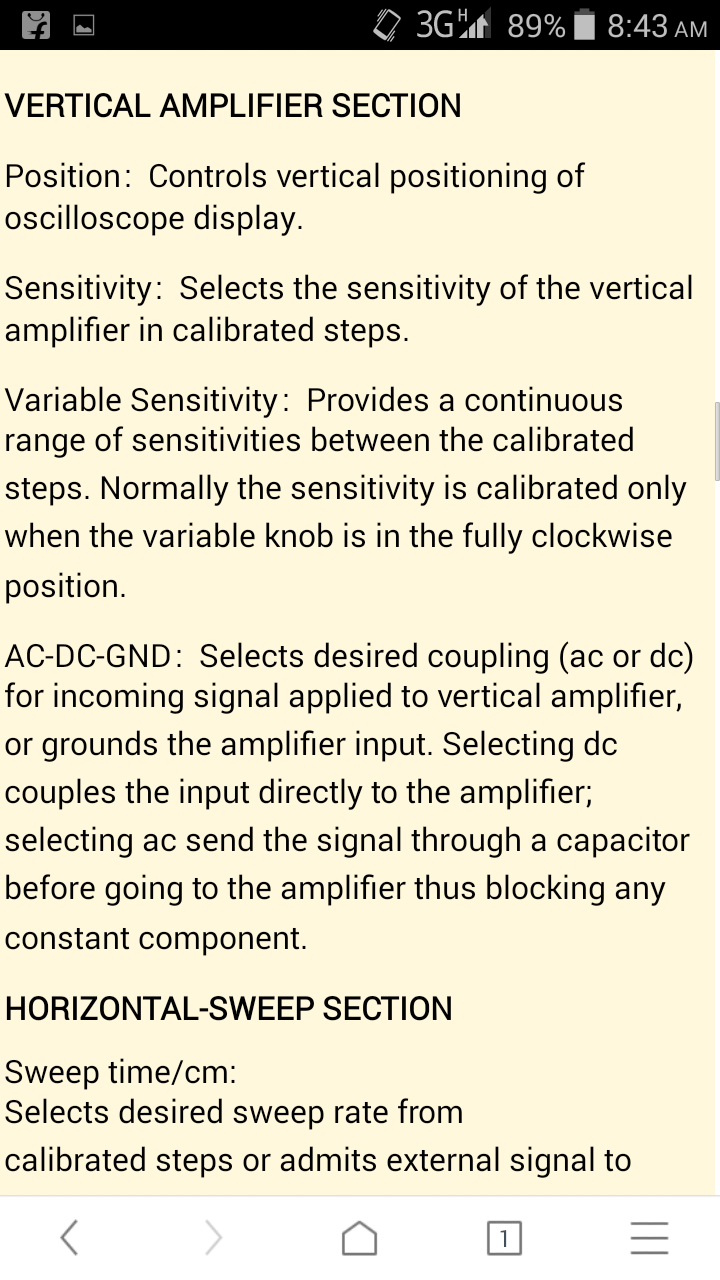 3G H 89% 8:43 AM
VERTICAL AMPLIFIER SECTION
Position:  Controls vertical positioning of
oscilloscope display.
Sensitivity:  Selects the sensitivity of the vertical
amplifier in calibrated steps.
Variable Sensitivity:  Provides a continuous
range of sensitivities between the calibrated
steps. Normally the sensitivity is calibrated only
when the variable knob is in the fully clockwise
position.
AC-DC-GND:  Selects desired coupling (ac or dc)
for incoming signal applied to vertical amplifier,
or grounds the amplifier input. Selecting dc
couples the input directly to the amplifier;
selecting ac send the signal through a capacitor
before going to the amplifier thus blocking any
constant component.
HORIZONTAL-SWEEP SECTION
Sweep time/cm:
Selects desired sweep rate from
calibrated steps or admits external signal to
1